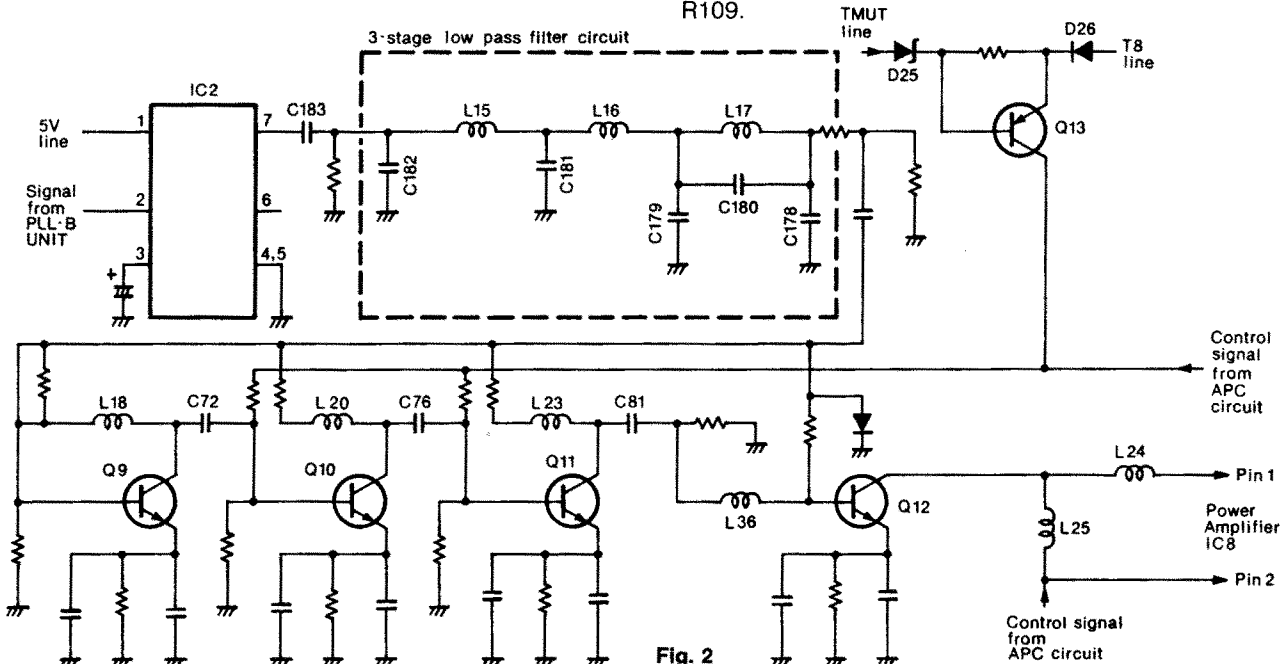 R109.
3-stage low pass filter circuit
TMUT
line
D25
D26
T8
line
Q13
IC2
5V
line
1
7
C183
L15
L16
L17
C182
C181
C179
C180
C178
Signal
from
PLL·B
UNIT
2
6
3
4,5
+
Control
signal
from
APC
circuit
L18
C72
L20
C76
L23
C81
Q9
Q10
Q11
L36
Q12
L24
Pin 1
L25
Power
Amplifier
IC8
Pin 2
Control signal
from
APC circuit
Fig. 2